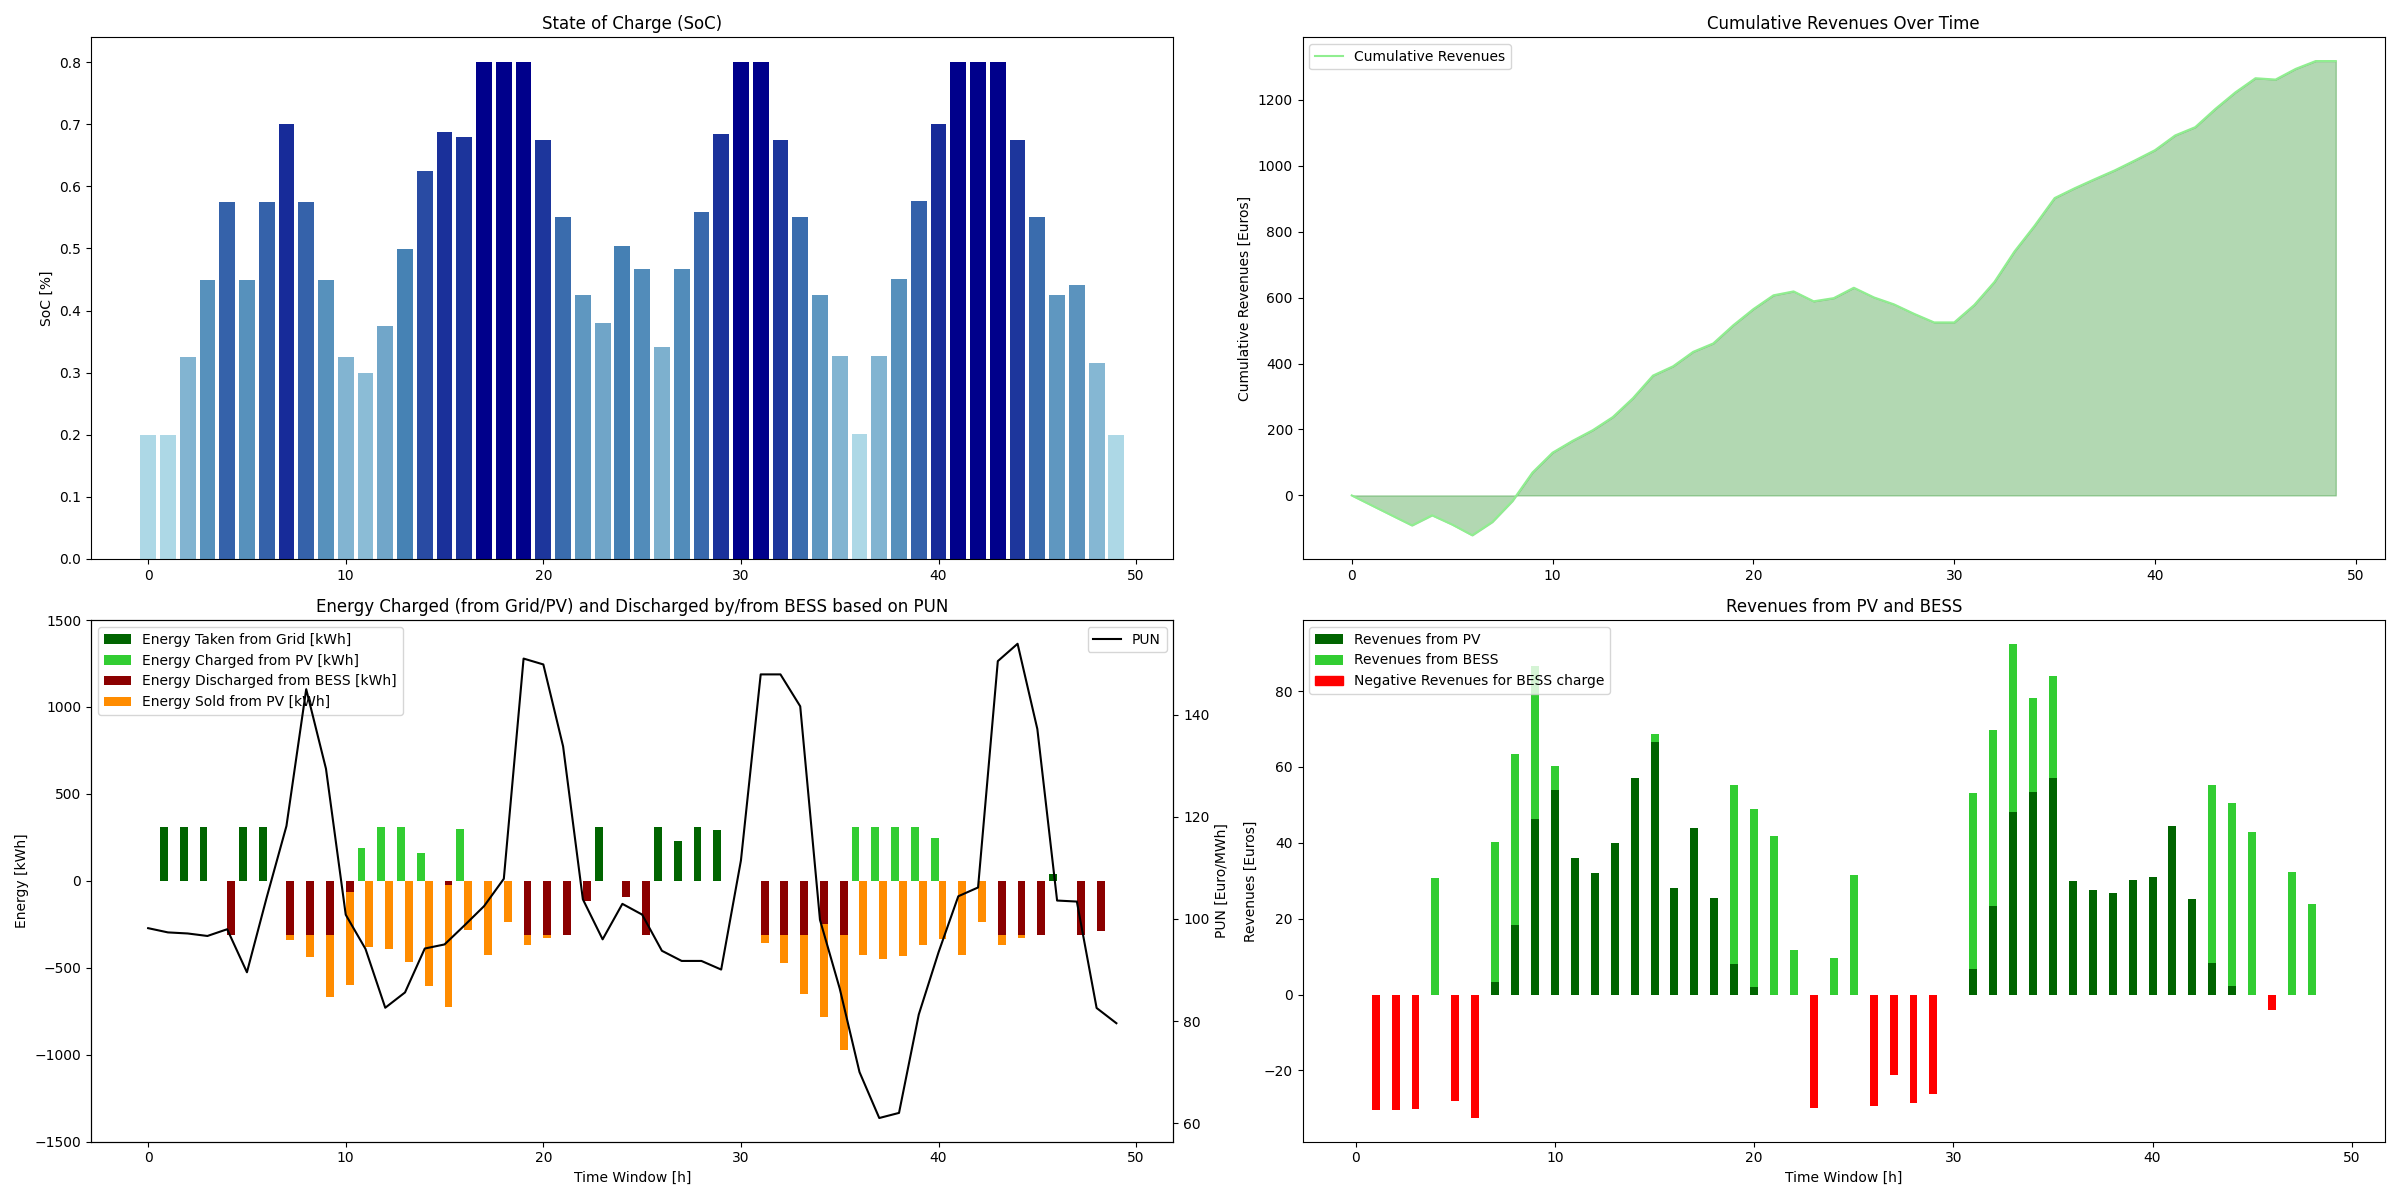 State of Charge (SoC)
SoC [%]
0.8
0.7
0.6
0.5
0.4
0.3
0.2
0.1
0.0
0 10 20 30 40 50
Cumulative Revenues Over Time
Cumulative Revenues
Cumulative Revenues [Euros]
1200
1000
800
600
400
200
0
0 10 20 30 40 50
Energy Charged (from Grid/PV) and Discharged by/from BESS based on PUN
Energy Taken from Grid [kWh]
Energy Charged from PV [kWh]
Energy Discharged from BESS [kWh]
Energy Sold from PV [kWh]
PUN
Energy [kWh]
1500
1000
500
0
−500
−1000
−1500
PUN [Euro/MWh]
140
120
100
80
60
0 10 20 30 40 50
Time Window [h]
Revenues from PV and BESS
Revenues from PV
Revenues from BESS
Negative Revenues for BESS charge
Revenues [Euros]
80
60
40
20
0
−20
0 10 20 30 40 50
Time Window [h]